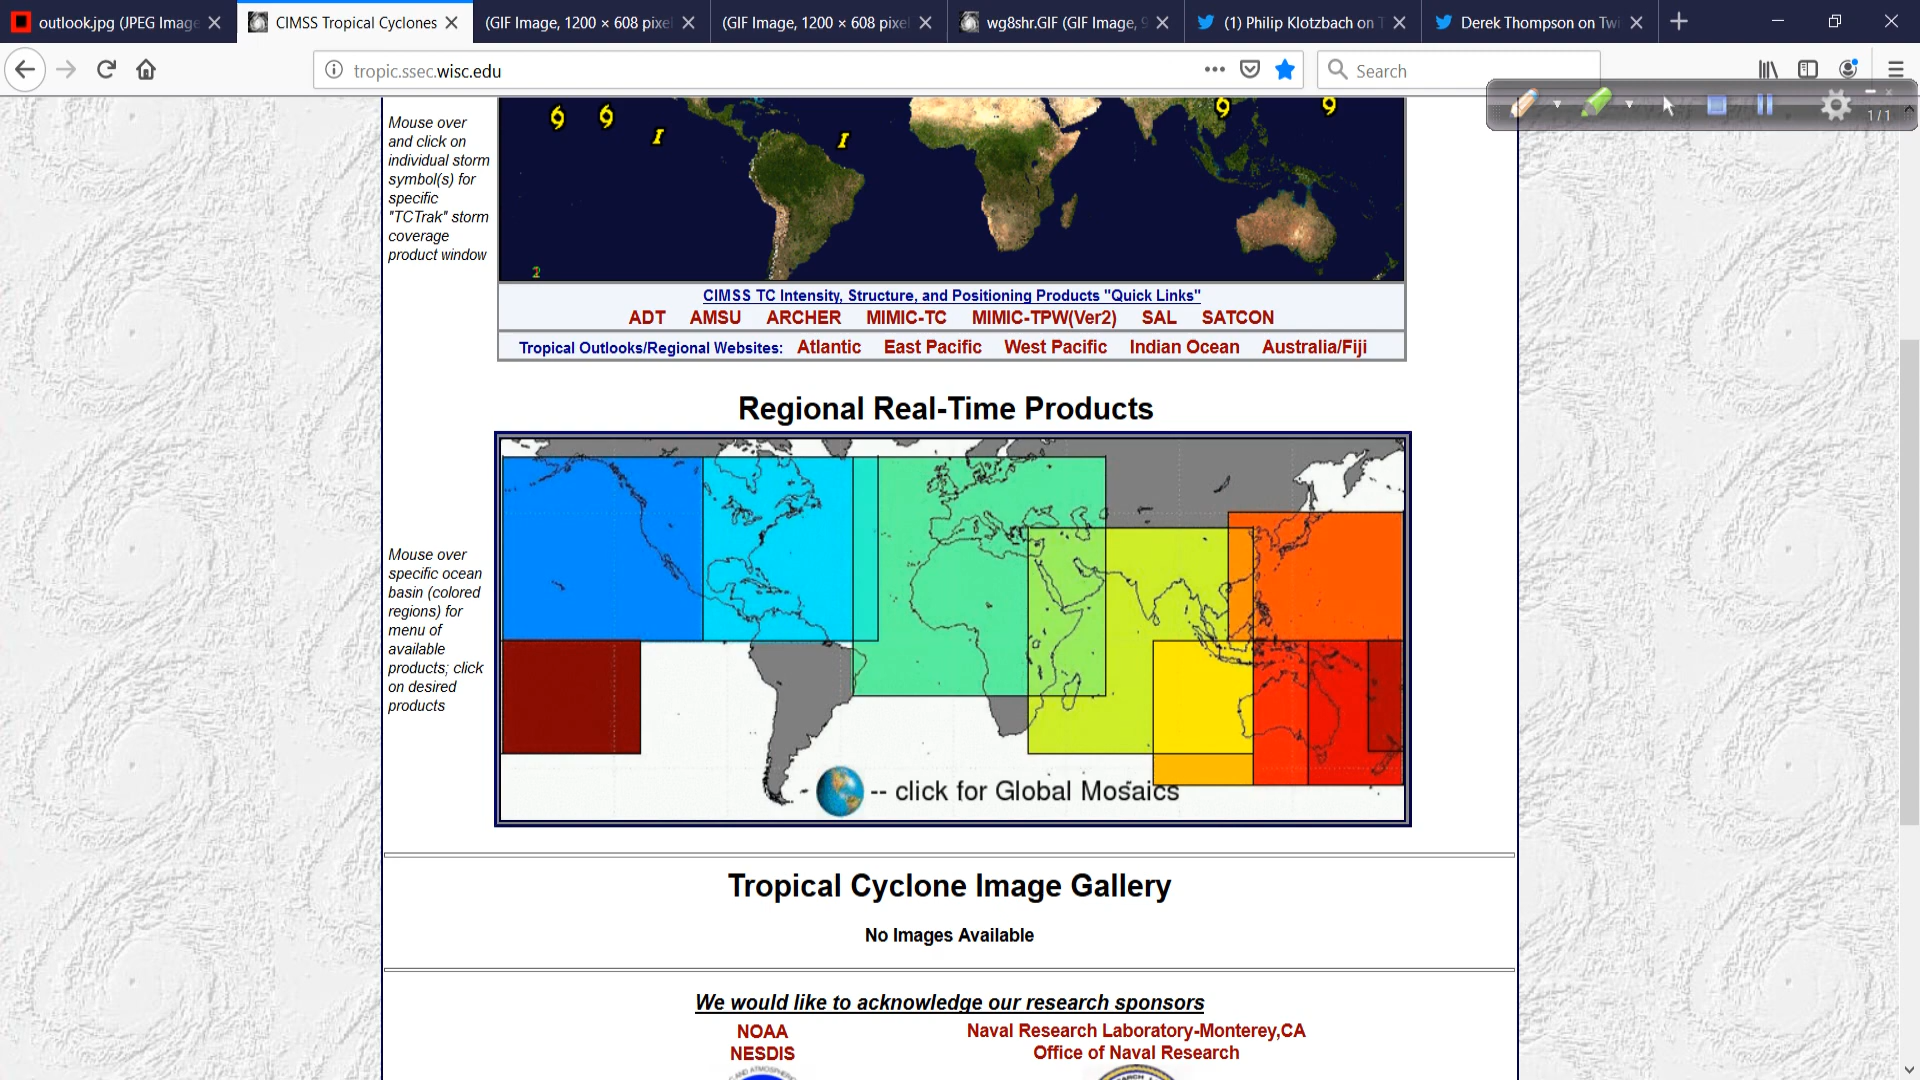 outlook.jpg (JPEG Image
CIMSS Tropical Cyclones
(GIF Image, 1200 × 608 pixel
(GIF Image, 1200 × 608 pixel
wg8shr.GIF (GIF Image, 9
(1) Philip Klotzbach on T
Derek Thompson on Twi
tropic.ssec.wisc.edu
Search
1/1
Mouse over
and click on
individual storm
symbol(s) for
specific
"TCTrak" storm
coverage
product window
2
CIMSS TC Intensity, Structure, and Positioning Products "Quick Links"
ADT AMSU ARCHER MIMIC-TC MIMIC-TPW(Ver2) SAL SATCON
Tropical Outlooks/Regional Websites: Atlantic East Pacific West Pacific Indian Ocean Australia/Fiji
Regional Real-Time Products
Mouse over
specific ocean
basin (colored
regions) for
menu of
available
products; click
on desired
products
-- click for Global Mosaics
Tropical Cyclone Image Gallery
No Images Available
We would like to acknowledge our research sponsors
NOAA
NESDIS
Naval Research Laboratory-Monterey,CA
Office of Naval Research